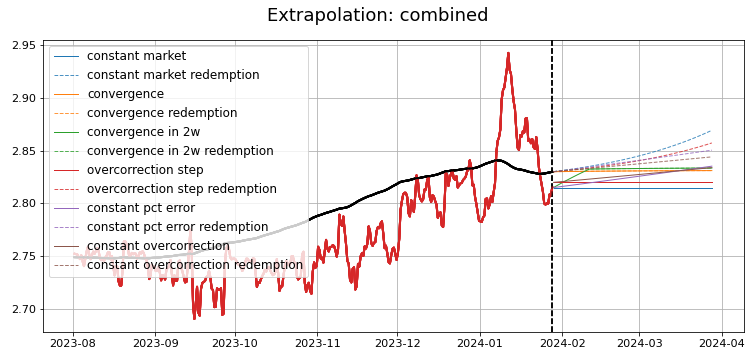 Extrapolation: combined
2.95
2.90
2.85
2.80
2.75
2.70
constant market
constant market redemption
convergence
convergence redemption
convergence in 2w
convergence in 2w redemption
overcorrection step
overcorrection step redemption
constant pct error
constant pct error redemption
constant overcorrection
constant overcorrection redemption
2023-08
2023-09
2023-10
2023-11
2023-12
2024-01
2024-02
2024-03
2024-04